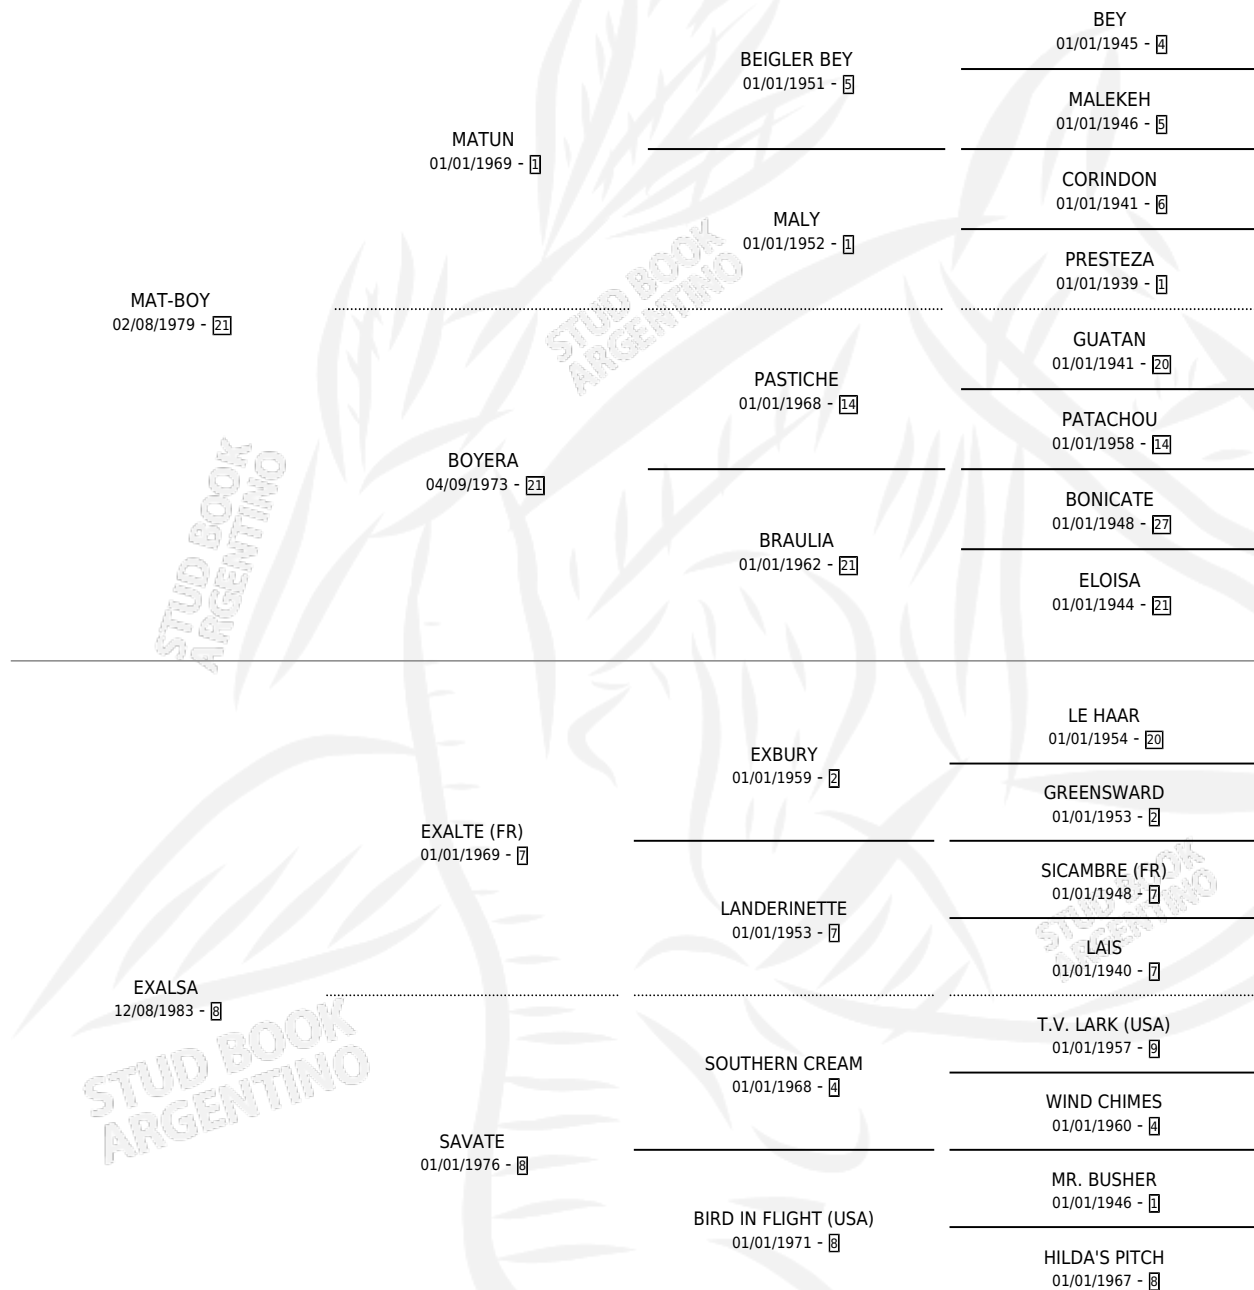 BEY
01/01/1945 - 4
BEIGLER BEY
01/01/1951 - 5
MALEKEH
01/01/1946 - 5
MATUN
01/01/1969 - 1
CORINDON
01/01/1941 - 6
MALY
01/01/1952 - 1
PRESTEZA
01/01/1939 - 1
MAT-BOY
02/08/1979 - 21
GUATAN
01/01/1941 - 20
PASTICHE
01/01/1968 - 14
PATACHOU
01/01/1958 - 14
BOYERA
04/09/1973 - 21
BONICATE
01/01/1948 - 27
BRAULIA
01/01/1962 - 21
ELOISA
01/01/1944 - 21
LE HAAR
01/01/1954 - 20
EXBURY
01/01/1959 - 2
GREENSWARD
01/01/1953 - 2
EXALTE (FR)
01/01/1969 - 7
SICAMBRE (FR)
01/01/1948 - 7
LANDERINETTE
01/01/1953 - 7
LAIS
01/01/1940 - 7
EXALSA
12/08/1983 - 8
T.V. LARK (USA)
01/01/1957 - 9
SOUTHERN CREAM
01/01/1968 - 4
WIND CHIMES
01/01/1960 - 4
SAVATE
01/01/1976 - 8
MR. BUSHER
01/01/1946 - 1
BIRD IN FLIGHT (USA)
01/01/1971 - 8
HILDA'S PITCH
01/01/1967 - 8
STUD BOOK
ARGENTINO
STUD BOOK
ARGENTINO
STUD BOOK
ARGENTINO
STUD BOOK
ARGENTINO